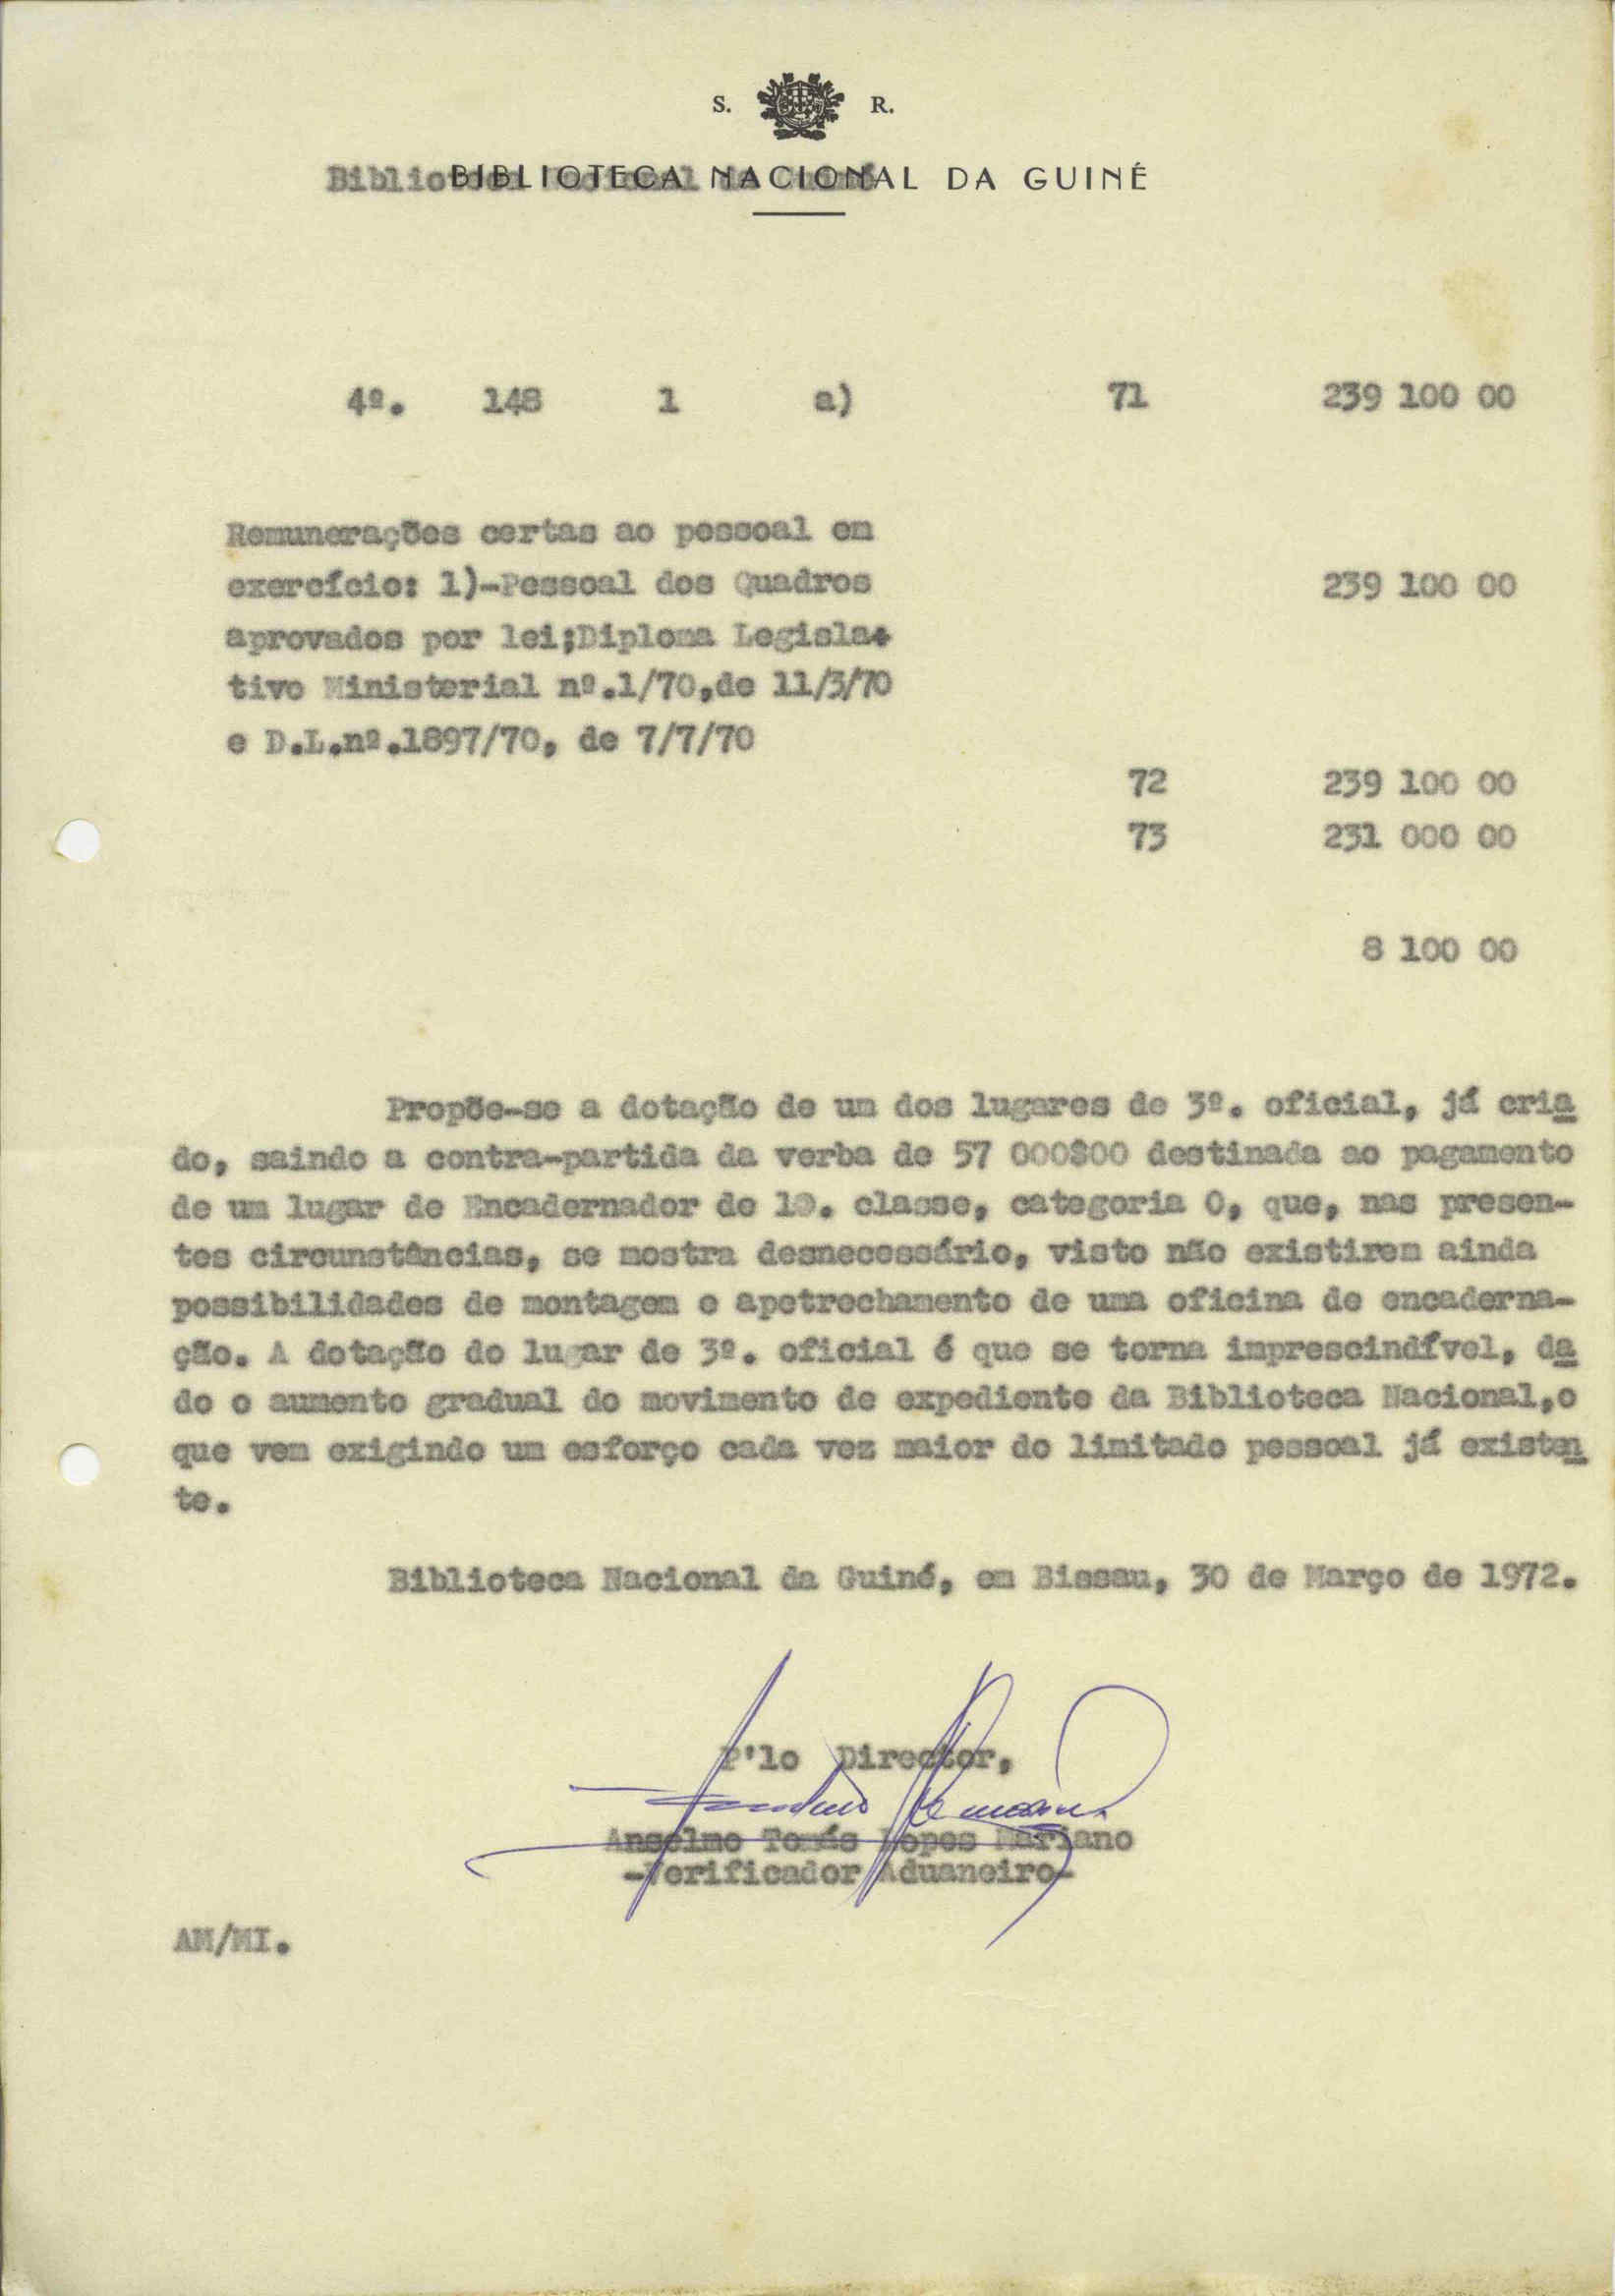 S. R.
BIBLIOTECA NACIONAL DA GUINÉ
Biblioteca Nacional da Guiné
4º. 148 1 a) 71 239 100 00
Remunerações certas ao pessoal em
exercício: 1)-Pessoal dos Quadros 239 100 00
aprovados por lei;Diploma Legisla-
tivo Ministerial nº.1/70,de 11/3/70
e D.L.nº.1897/70, de 7/7/70
72 239 100 00
73 231 000 00
8 100 00
Propõe-se a dotação de um dos lugares de 3º. oficial, já cria
do, saindo a contra-partida da verba de 57 000$00 destinada ao pagamento
de um lugar de Encadernador de 1ª. classe, categoria O, que, nas presen-
tes circunstâncias, se mostra desnecessário, visto não existirem ainda
possibilidades de montagem e apetrechamento de uma oficina de encaderna-
ção. A dotação do lugar de 3º. oficial é que se torna imprescindível, da
do o aumento gradual do movimento de expediente da Biblioteca Nacional,o
que vem exigindo um esforço cada vez maior do limitado pessoal já existen
te.
Biblioteca Nacional da Guiné, em Bissau, 30 de Março de 1972.
P'lo Director,
Anselmo Tomás Lopes Mariano
-Verificador Aduaneiro-
AM/MI.